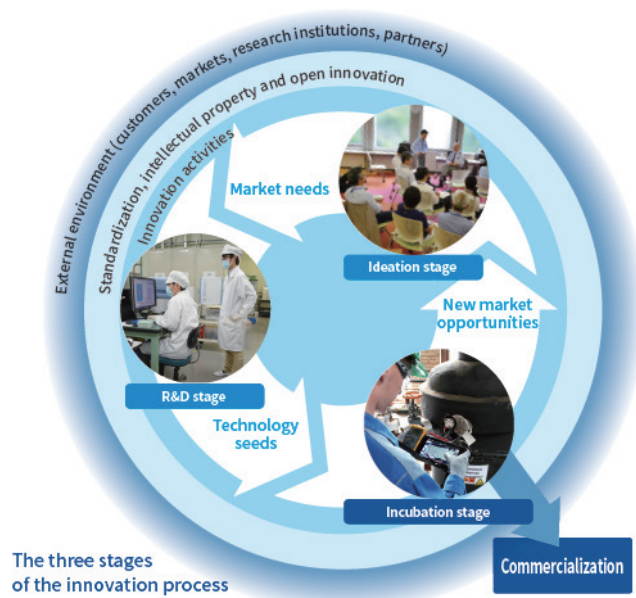 External environment (customers, markets, research institutions, partners)
Standardization, intellectual property and open innovation
Innovation activities
Market needs
Ideation stage
New market
opportunities
R&D stage
Technology
seeds
Incubation stage
Commercialization
The three stages
of the innovation process